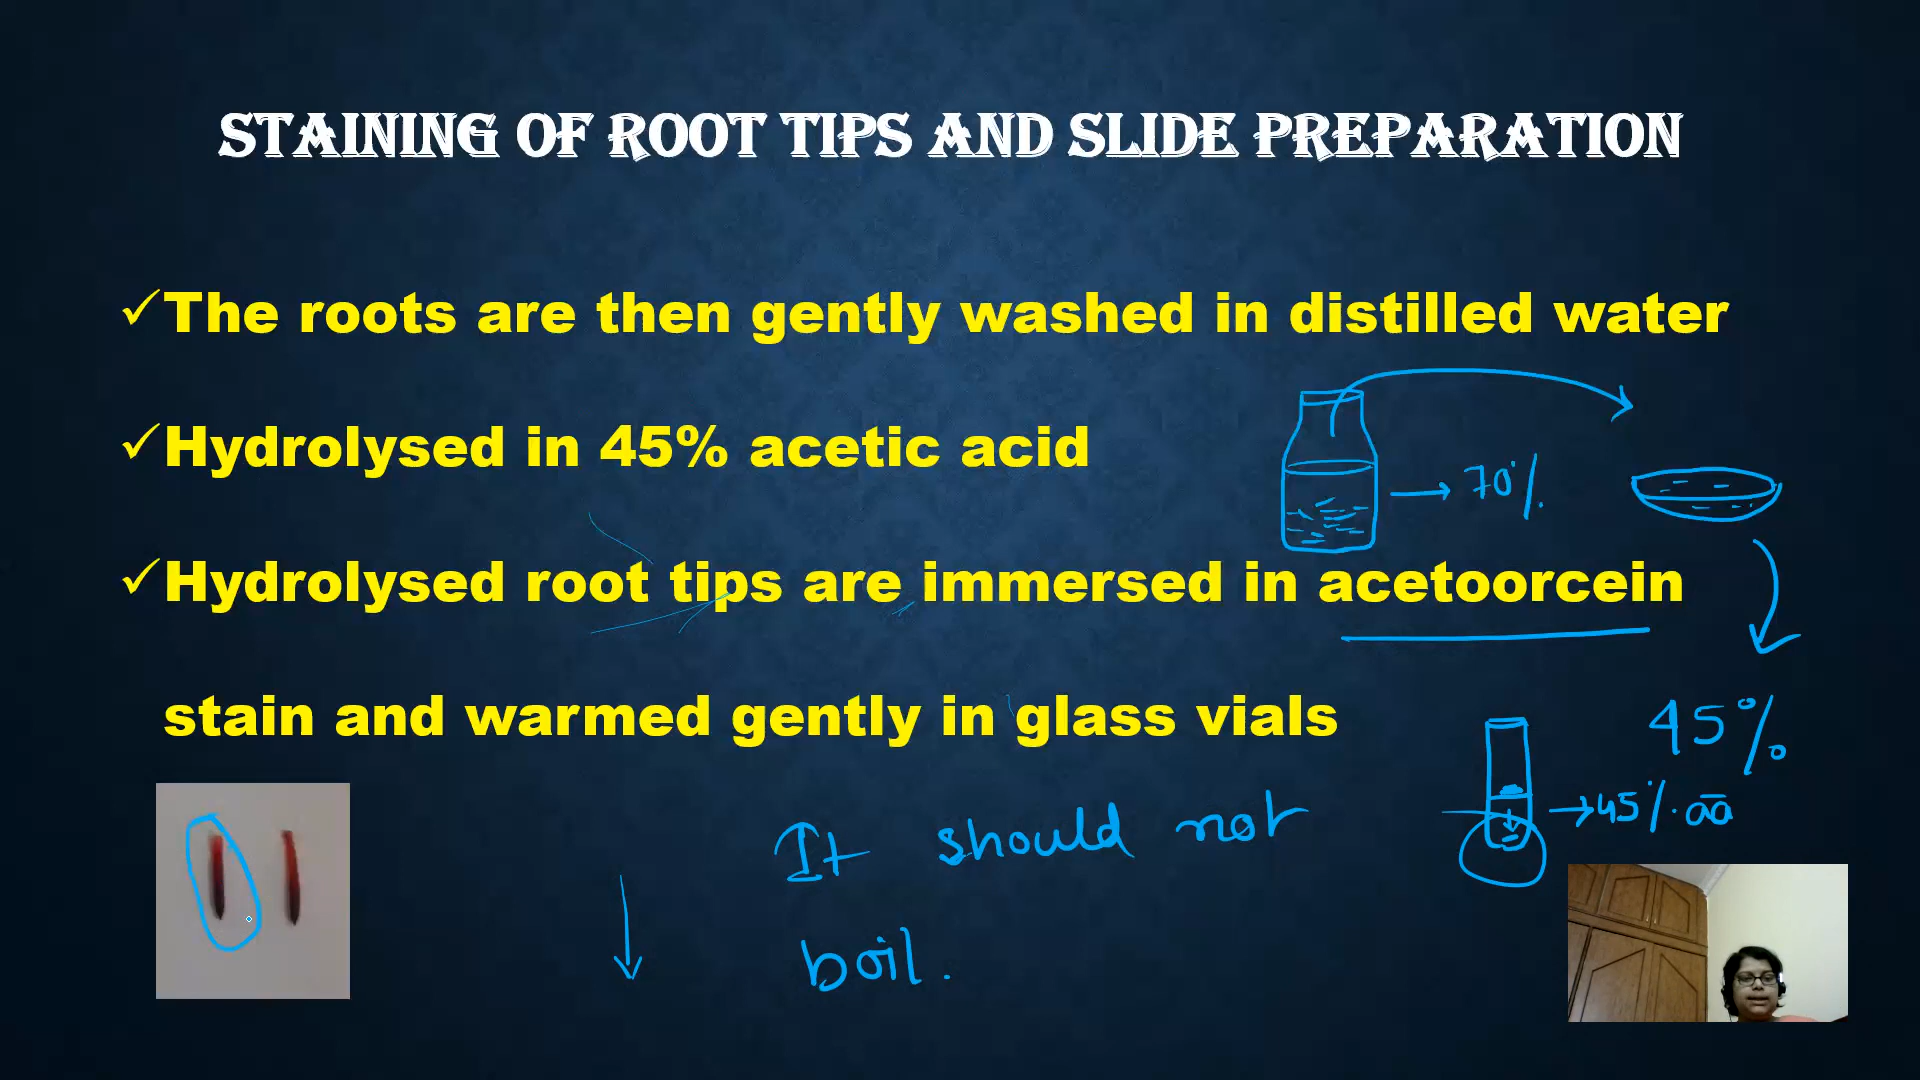 STAINING OF ROOT TIPS AND SLIDE PREPARATION
✓The roots are then gently washed in distilled water
✓Hydrolysed in 45% acetic acid
→ 70%.
✓Hydrolysed root tips are immersed in acetoorcein
stain and warmed gently in glass vials
45%
→45%. aa
It should not
boil.